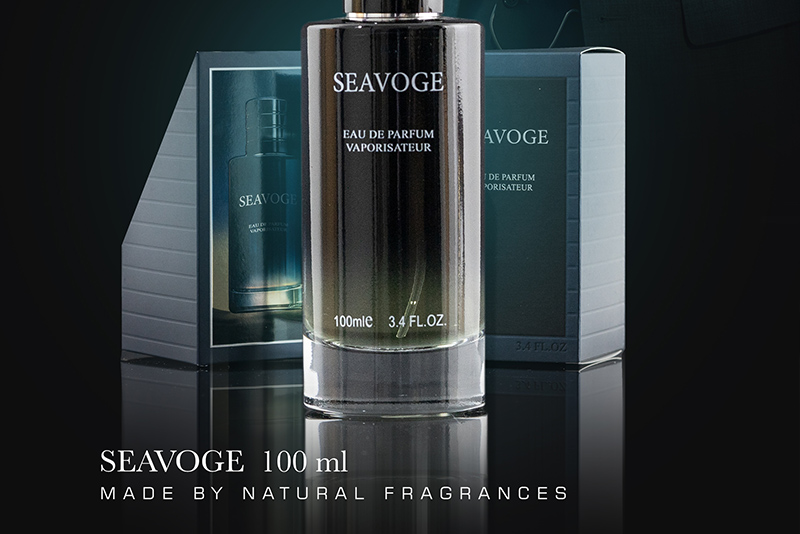 SEAVOGE
EAU DE PARFUM
VAPORISATEUR
100ml℮ 3.4 FL.OZ.
SEAVOGE
EAU DE PARFUM
VAPORISATEUR
AVOGE
DE PARFUM
PORISATEUR
3.4 FL.OZ
SEAVOGE 100 ml
MADE BY NATURAL FRAGRANCES